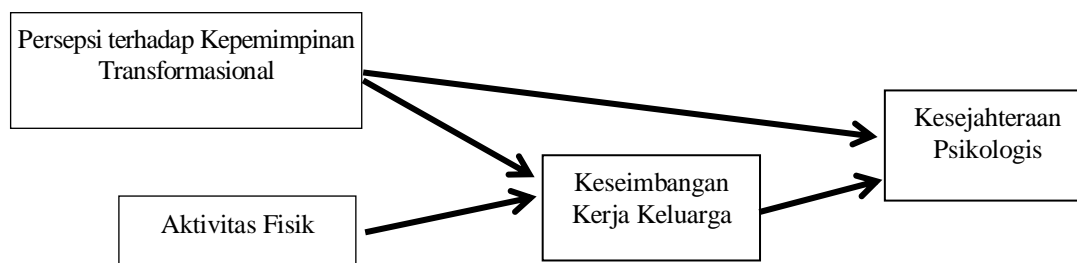 Persepsi terhadap Kepemimpinan
Transformasional
Kesejahteraan
Psikologis
Keseimbangan
Kerja Keluarga
Aktivitas Fisik